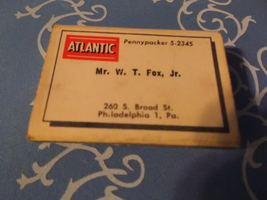 Pennypacker 5-2345
ATLANTIC
Mr. W. T. Fox, Jr.
260 S. Broad St.
Philadelphia 1, Pa.